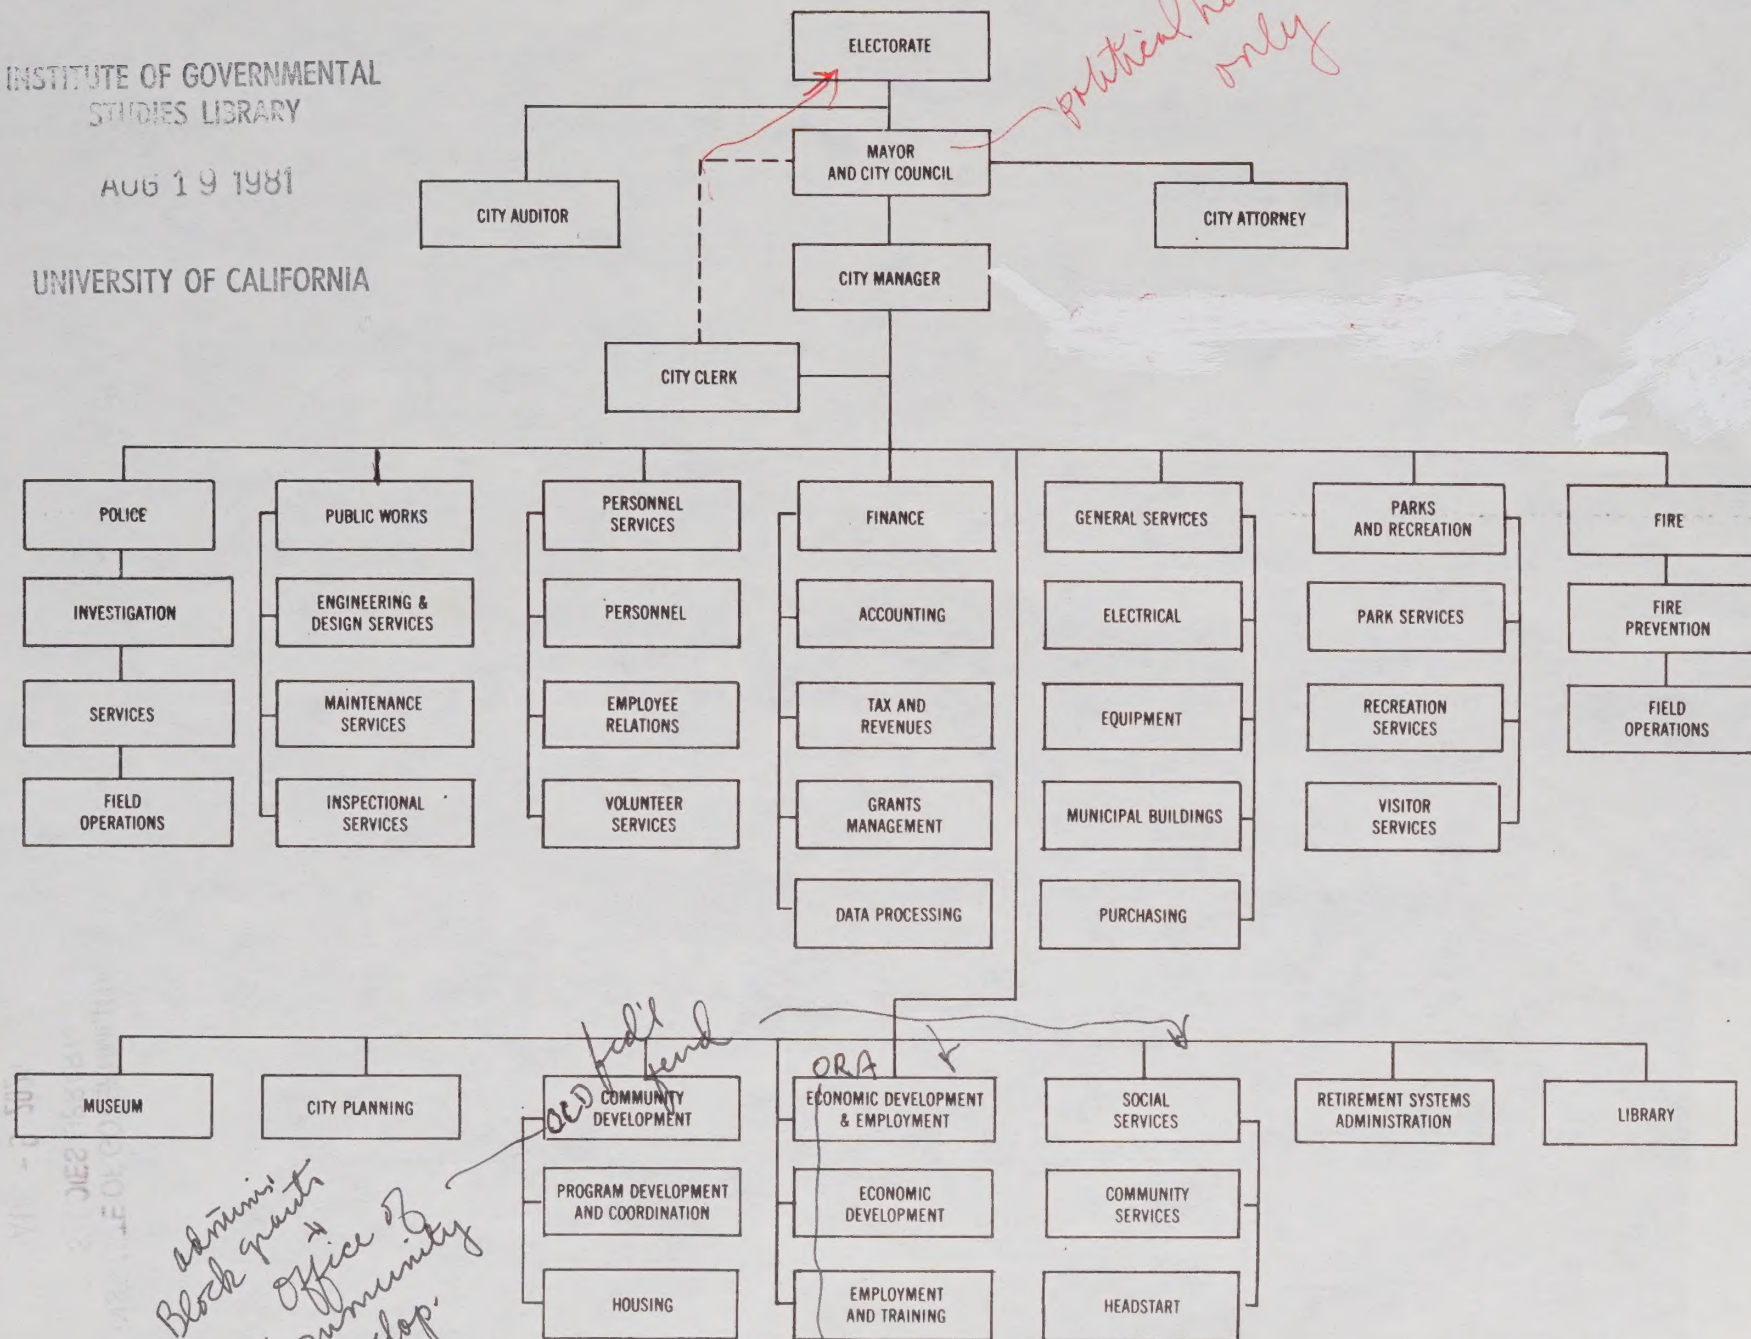 INSTITUTE OF GOVERNMENTAL
STUDIES LIBRARY
AUG 19 1981
UNIVERSITY OF CALIFORNIA
political
only
ELECTORATE
MAYOR
AND CITY COUNCIL
CITY AUDITOR
CITY ATTORNEY
CITY MANAGER
CITY CLERK
POLICE
INVESTIGATION
SERVICES
FIELD
OPERATIONS
PUBLIC WORKS
ENGINEERING &
DESIGN SERVICES
MAINTENANCE
SERVICES
INSPECTIONAL
SERVICES
PERSONNEL
SERVICES
PERSONNEL
EMPLOYEE
RELATIONS
VOLUNTEER
SERVICES
FINANCE
ACCOUNTING
TAX AND
REVENUES
GRANTS
MANAGEMENT
DATA PROCESSING
GENERAL SERVICES
ELECTRICAL
EQUIPMENT
MUNICIPAL BUILDINGS
PURCHASING
PARKS
AND RECREATION
PARK SERVICES
RECREATION
SERVICES
VISITOR
SERVICES
FIRE
FIRE
PREVENTION
FIELD
OPERATIONS
MUSEUM
CITY PLANNING
fed'l
fund
OCD
COMMUNITY
DEVELOPMENT
PROGRAM DEVELOPMENT
AND COORDINATION
HOUSING
ORA
ECONOMIC DEVELOPMENT
& EMPLOYMENT
ECONOMIC
DEVELOPMENT
EMPLOYMENT
AND TRAINING
SOCIAL
SERVICES
COMMUNITY
SERVICES
HEADSTART
RETIREMENT SYSTEMS
ADMINISTRATION
LIBRARY
adminis.
Block grants
Office of